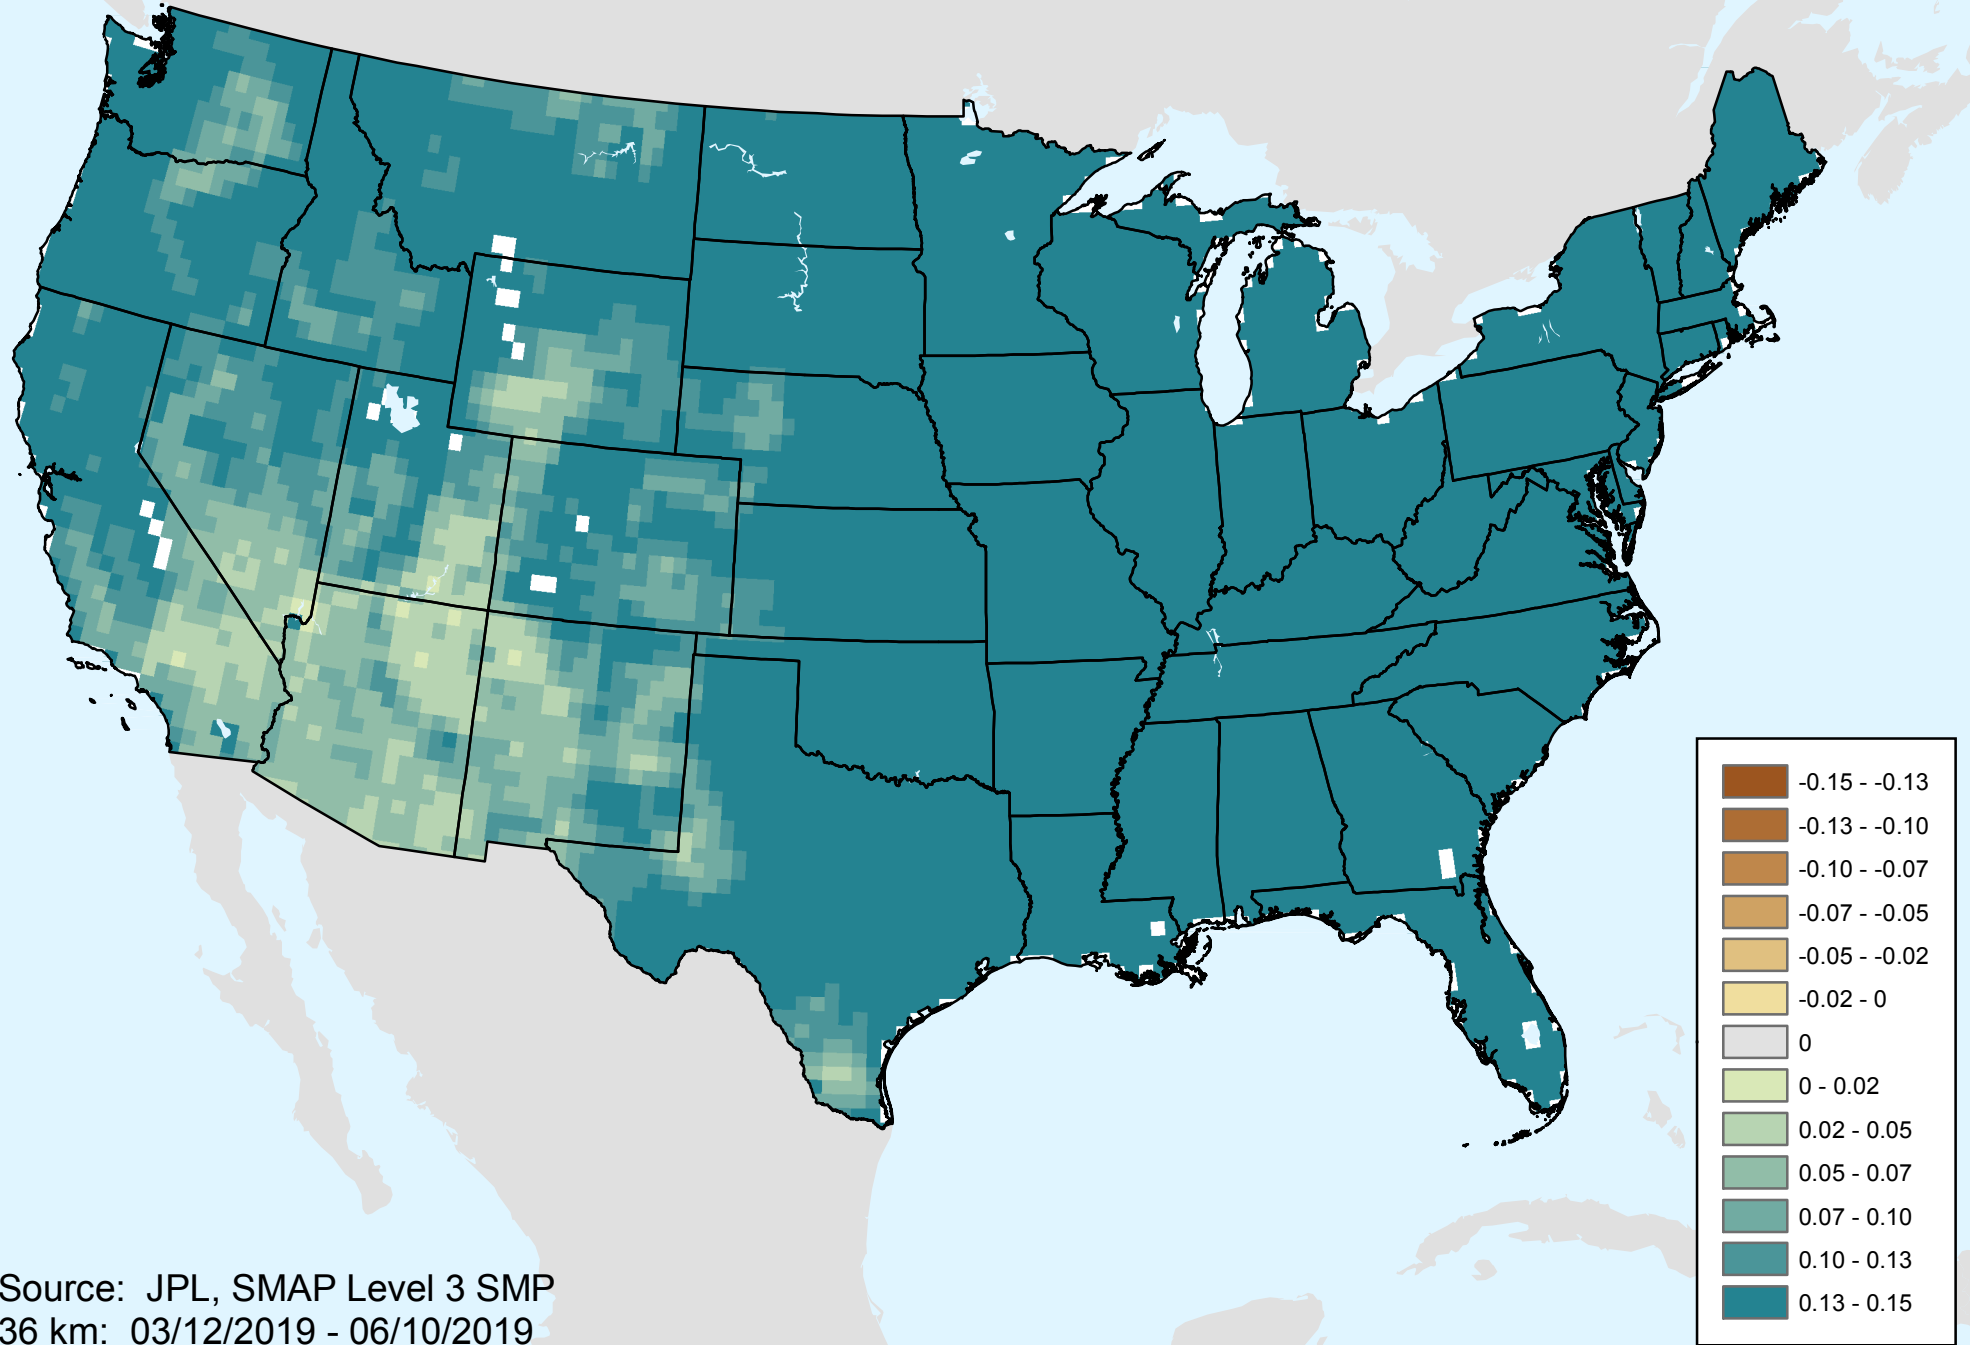 -0.15 - -0.13
-0.13 - -0.10
-0.10 - -0.07
-0.07 - -0.05
-0.05 - -0.02
-0.02 - 0
0
0 - 0.02
0.02 - 0.05
0.05 - 0.07
0.07 - 0.10
0.10 - 0.13
0.13 - 0.15
Source: JPL, SMAP Level 3 SMP
36 km: 03/12/2019 - 06/10/2019